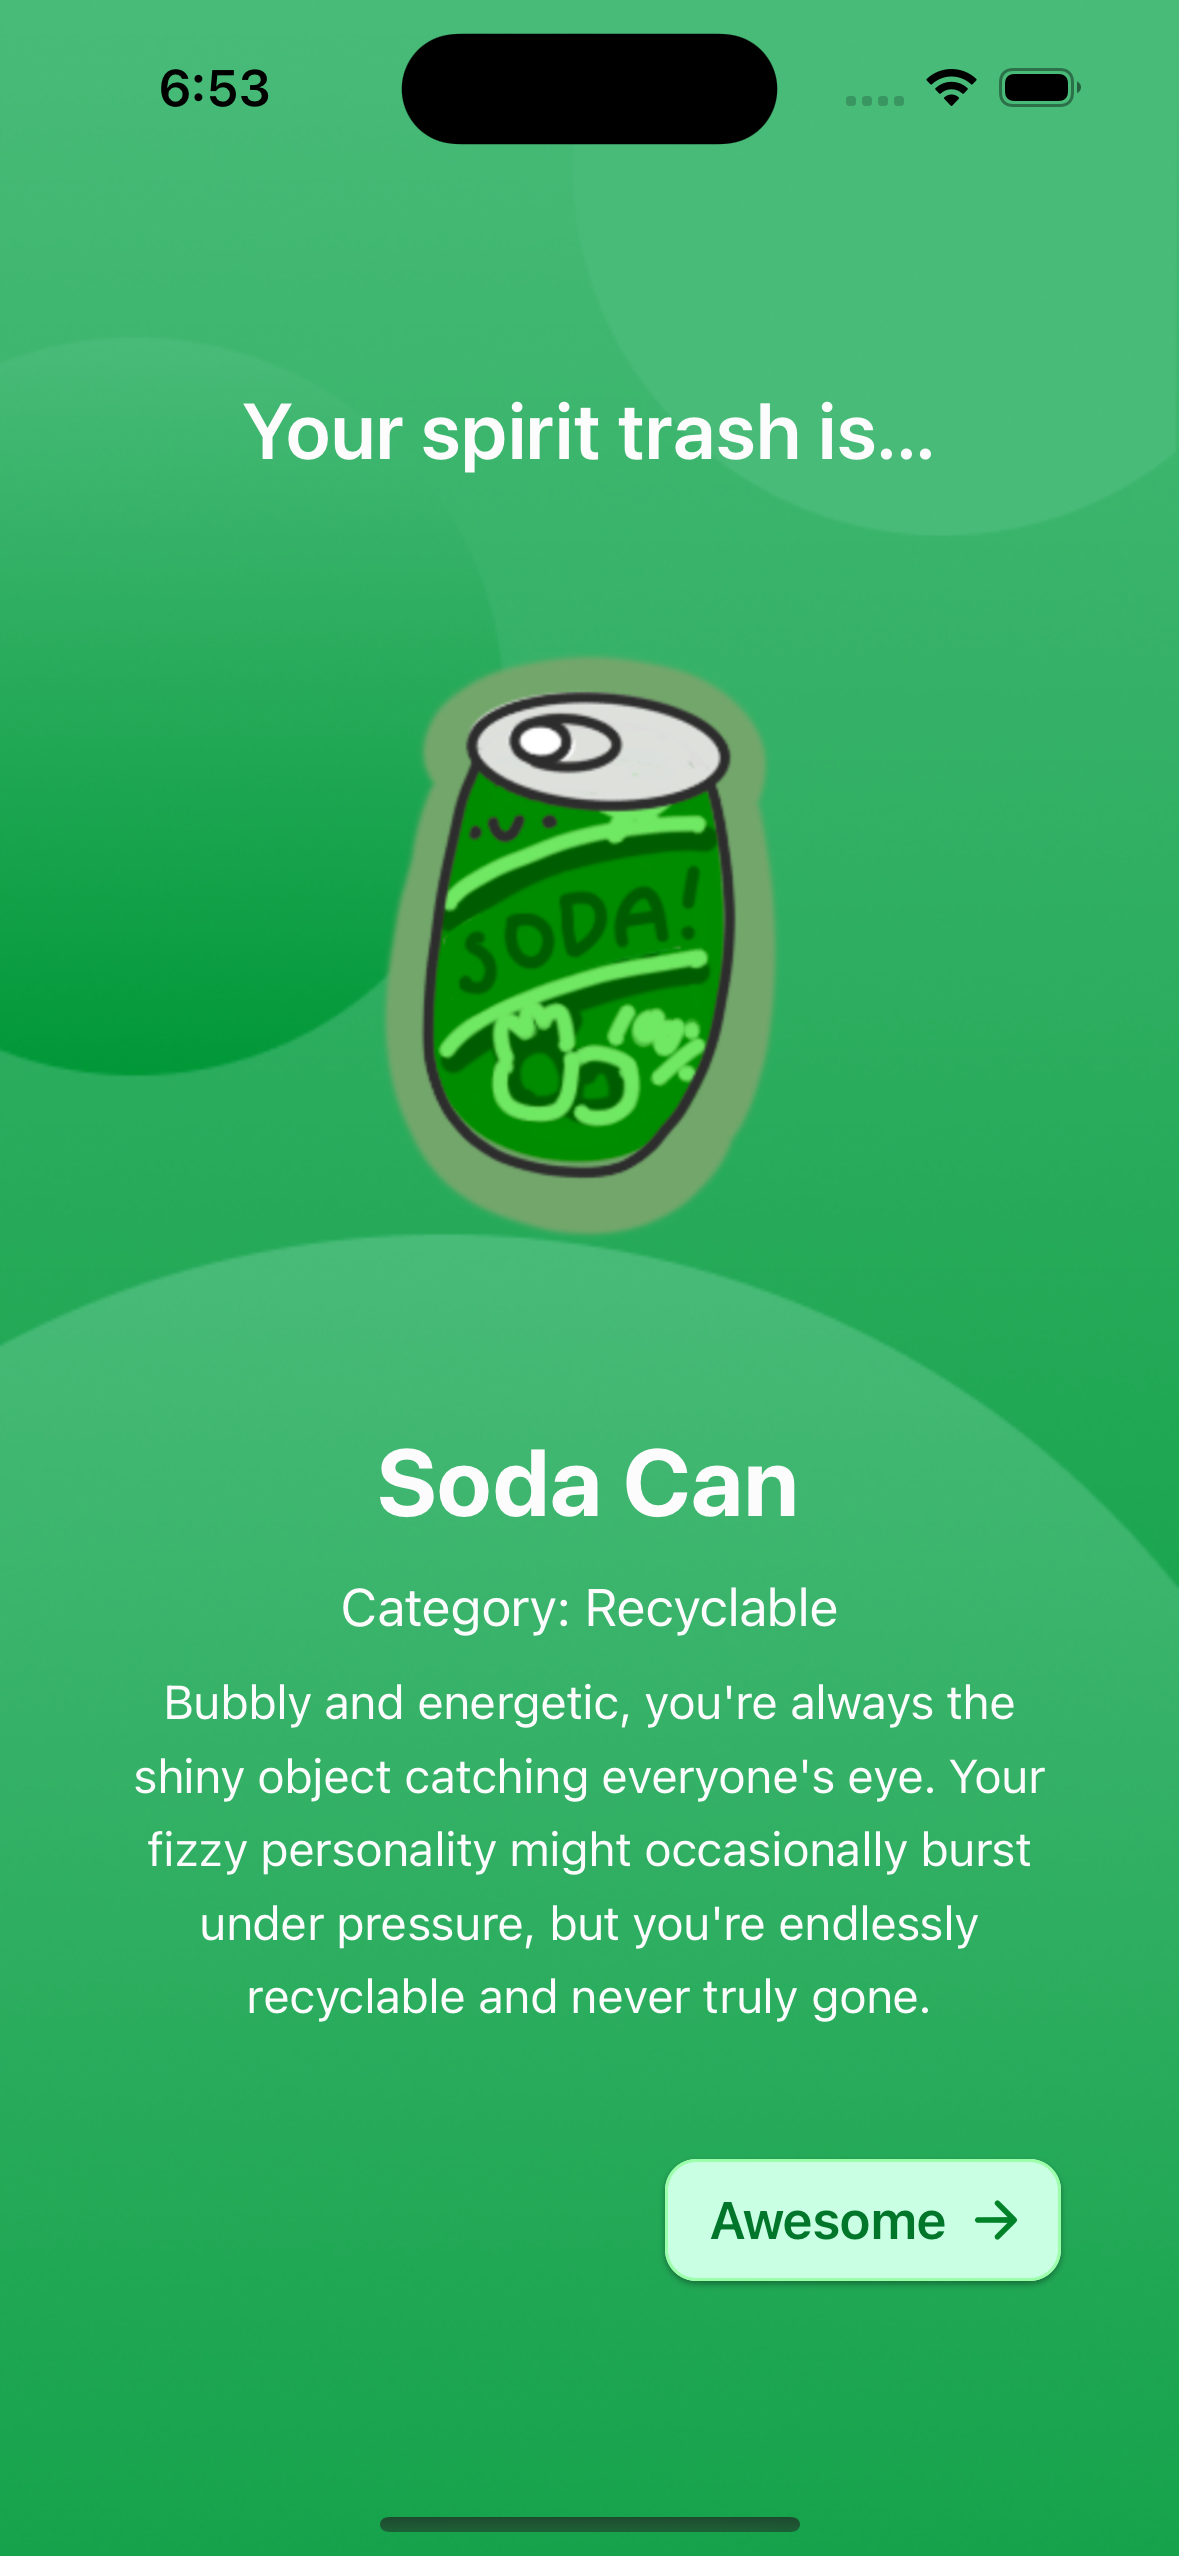 6:53
Your spirit trash is...
SODA!
Soda Can
Category: Recyclable
Bubbly and energetic, you're always the
shiny object catching everyone's eye. Your
fizzy personality might occasionally burst
under pressure, but you're endlessly
recyclable and never truly gone.
Awesome